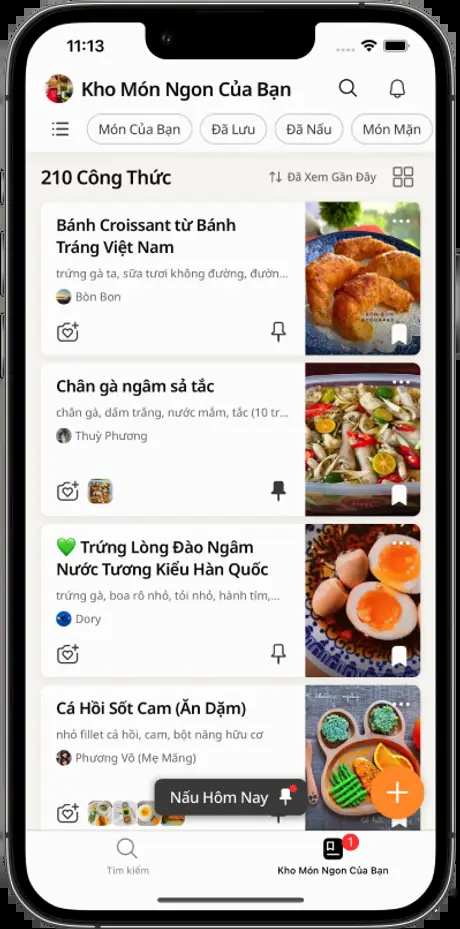 11:13
Kho Món Ngon Của Bạn
Món Của Bạn
Đã Lưu
Đã Nấu
Món Mặn
210 Công Thức
Đã Xem Gần Đây
Bánh Croissant từ Bánh
Tráng Việt Nam
trứng gà ta, sữa tươi không đường, đườn...
Bòn Bon
BON BON
@COOKPAD
Chân gà ngâm sả tắc
chân gà, dấm trắng, nước mắm, tắc (10 tr...
Thuỳ Phương
💚 Trứng Lòng Đào Ngâm
Nước Tương Kiểu Hàn Quốc
trứng gà, boa rô nhỏ, tỏi nhỏ, hành tím,...
Dory
Cá Hồi Sốt Cam (Ăn Dặm)
nhỏ fillet cá hồi, cam, bột năng hữu cơ
Phương Võ (Mẹ Măng)
Nấu Hôm Nay
Tìm kiếm
1
Kho Món Ngon Của Bạn